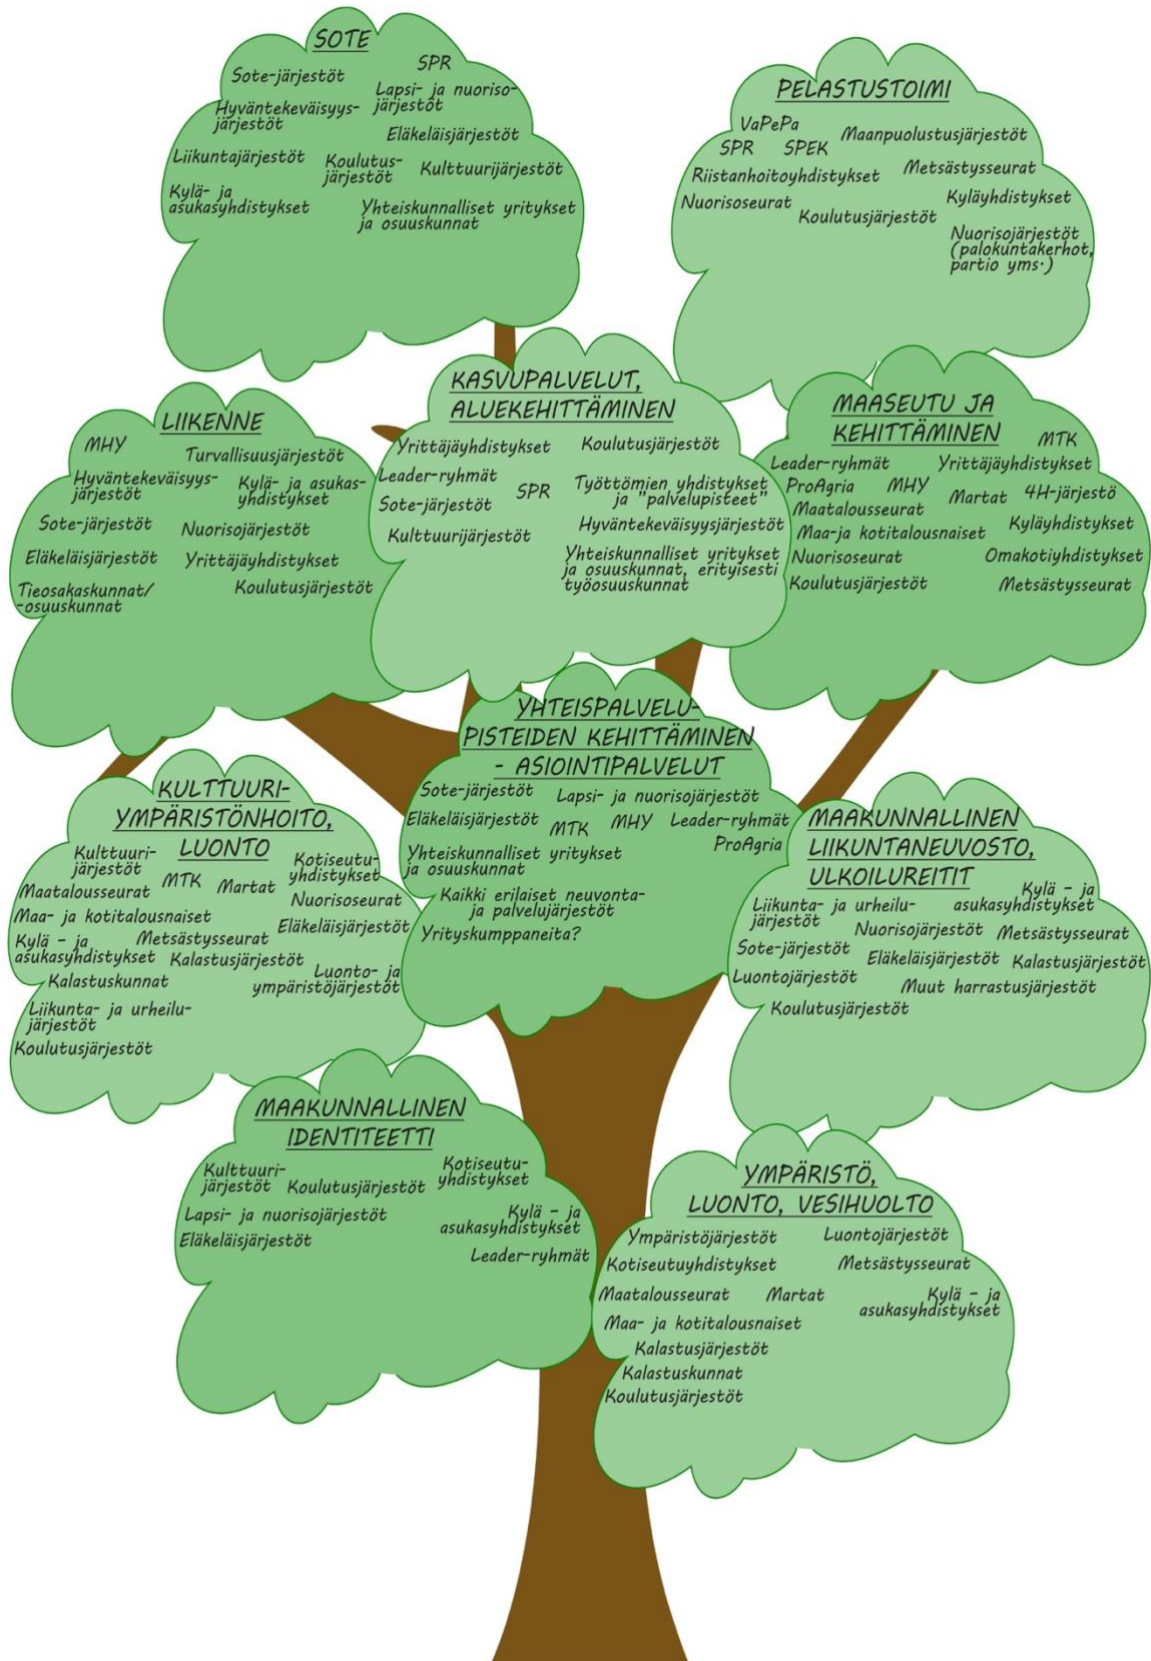 SOTE
SPR
Sote-järjestöt
Lapsi- ja nuoriso-
järjestöt
Hyväntekeväisyys-
järjestöt
Eläkeläisjärjestöt
Liikuntajärjestöt
Koulutus-
järjestöt
Kulttuurijärjestöt
Kylä- ja
asukasyhdistykset
Yhteiskunnalliset yritykset
ja osuuskunnat
PELASTUSTOIMI
VaPePa
Maanpuolustusjärjestöt
SPR
SPEK
Metsästysseurat
Riistanhoitoyhdistykset
Kyläyhdistykset
Nuorisoseurat
Koulutusjärjestöt
Nuorisojärjestöt
(palokuntakerhot,
partio yms.)
LIIKENNE
MHY
Turvallisuusjärjestöt
Hyväntekeväisyys-
järjestöt
Kylä- ja asukas-
yhdistykset
Sote-järjestöt
Nuorisojärjestöt
Eläkeläisjärjestöt
Yrittäjäyhdistykset
Tieosakaskunnat/
-osuuskunnat
Koulutusjärjestöt
KASVUPALVELUT,
ALUEKEHITTÄMINEN
Yrittäjäyhdistykset
Koulutusjärjestöt
Leader-ryhmät
Työttömien yhdistykset
ja "palvelupisteet"
SPR
Sote-järjestöt
Hyväntekeväisyysjärjestöt
Kulttuurijärjestöt
Yhteiskunnalliset yritykset
ja osuuskunnat, erityisesti
työosuuskunnat
MAASEUTU JA
KEHITTÄMINEN
MTK
Leader-ryhmät
Yrittäjäyhdistykset
ProAgria
MHY
Martat
4H-järjestö
Maatalousseurat
Kyläyhdistykset
Maa-ja kotitalousnaiset
Nuorisoseurat
Omakotiyhdistykset
Koulutusjärjestöt
Metsästysseurat
YHTEISPALVELU-
PISTEIDEN KEHITTÄMINEN
- ASIOINTIPALVELUT
Sote-järjestöt
Lapsi- ja nuorisojärjestöt
Eläkeläisjärjestöt
MTK
MHY
Leader-ryhmät
ProAgria
Yhteiskunnalliset yritykset
ja osuuskunnat
Kaikki erilaiset neuvonta-
ja palvelujärjestöt
Yrityskumppaneita?
KULTTUURI-
YMPÄRISTÖNHOITO,
LUONTO
Kulttuuri-
järjestöt
Kotiseutu-
yhdistykset
Maatalousseurat
MTK
Martat
Nuorisoseurat
Maa- ja kotitalousnaiset
Eläkeläisjärjestöt
Kylä - ja
asukasyhdistykset
Metsästysseurat
Kalastusjärjestöt
Kalastuskunnat
Luonto- ja
ympäristöjärjestöt
Liikunta- ja urheilu-
järjestöt
Koulutusjärjestöt
MAAKUNNALLINEN
LIIKUNTANEUVOSTO,
ULKOILUREITIT
Kylä - ja
asukasyhdistykset
Liikunta- ja urheilu-
järjestöt
Nuorisojärjestöt
Metsästysseurat
Sote-järjestöt
Eläkeläisjärjestöt
Kalastusjärjestöt
Luontojärjestöt
Muut harrastusjärjestöt
Koulutusjärjestöt
MAAKUNNALLINEN
IDENTITEETTI
Kulttuuri-
järjestöt
Koulutusjärjestöt
Kotiseutu-
yhdistykset
Lapsi- ja nuorisojärjestöt
Kylä - ja
asukasyhdistykset
Eläkeläisjärjestöt
Leader-ryhmät
YMPÄRISTÖ,
LUONTO, VESIHUOLTO
Ympäristöjärjestöt
Luontojärjestöt
Kotiseutuyhdistykset
Metsästysseurat
Maatalousseurat
Martat
Kylä - ja
asukasyhdistykset
Maa- ja kotitalousnaiset
Kalastusjärjestöt
Kalastuskunnat
Koulutusjärjestöt